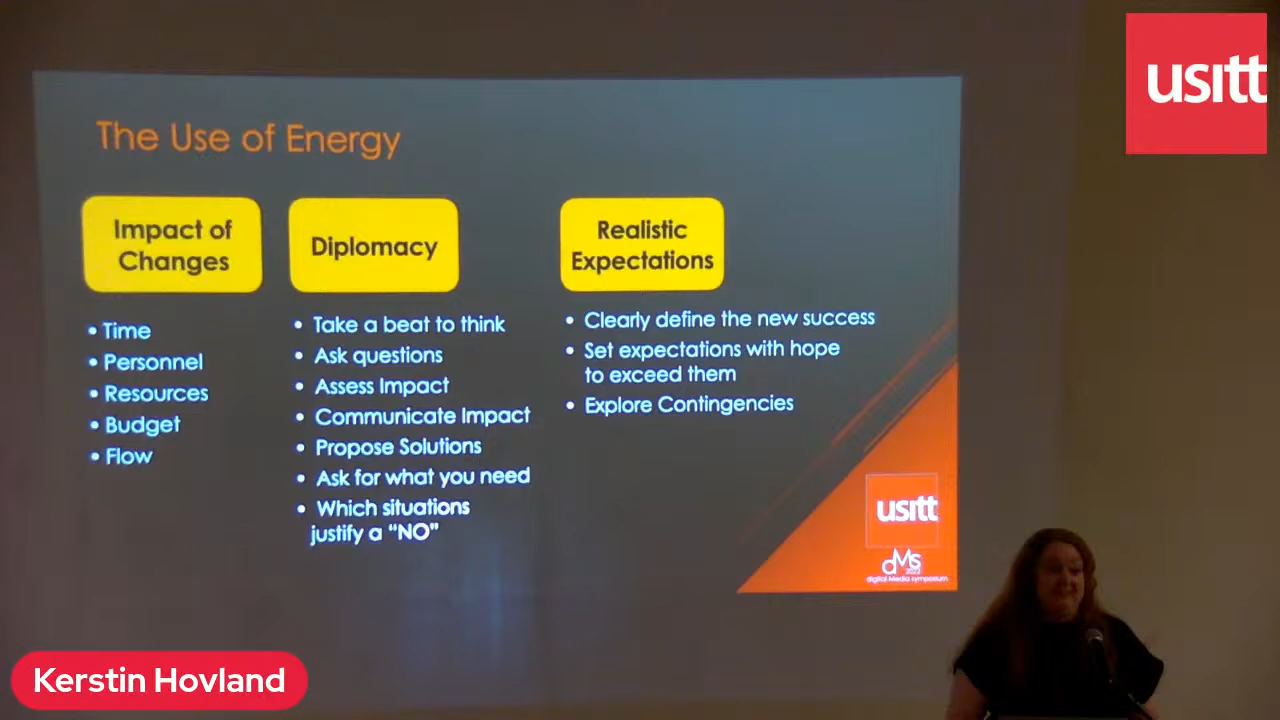 usitt
The Use of Energy
Impact of
Changes
• Time
• Personnel
• Resources
• Budget
• Flow
Diplomacy
• Take a beat to think
• Ask questions
• Assess Impact
• Communicate Impact
• Propose Solutions
• Ask for what you need
• Which situations
justify a “NO”
Realistic
Expectations
• Clearly define the new success
• Set expectations with hope
to exceed them
• Explore Contingencies
usitt
dMs
digital Media symposium
Kerstin Hovland